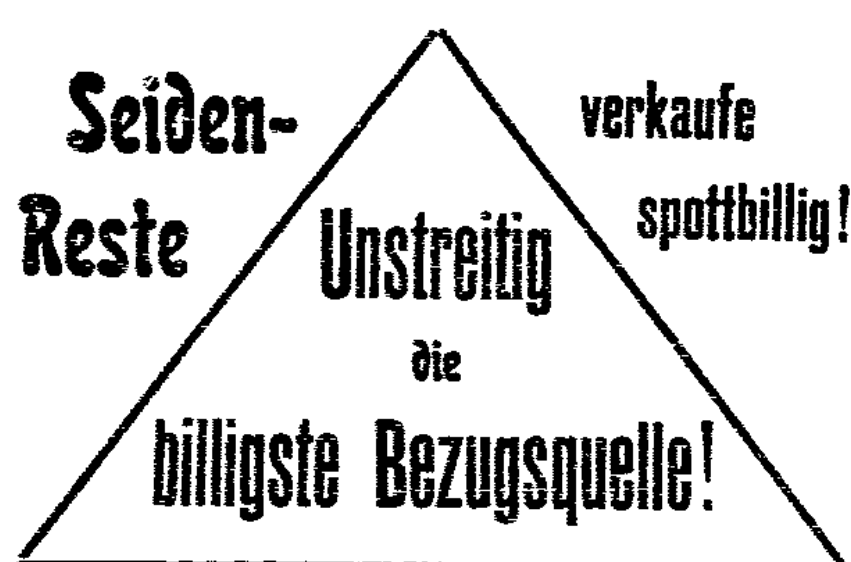 Seiden-
Reste
verkaufe
spottbillig!
Unstreitig
die
billigste Bezugsquelle!